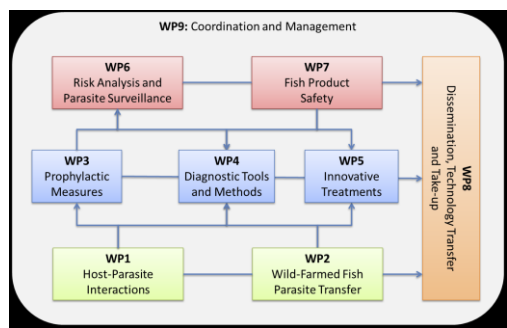 WP9: Coordination and Management
WP6
Risk Analysis and
Parasite Surveillance
WP7
Fish Product
Safety
WP3
Prophylactic
Measures
WP4
Diagnostic Tools
and Methods
WP5
Innovative
Treatments
WP8
Dissemination, Technology Transfer
and Take-up
WP1
Host-Parasite
Interactions
WP2
Wild-Farmed Fish
Parasite Transfer